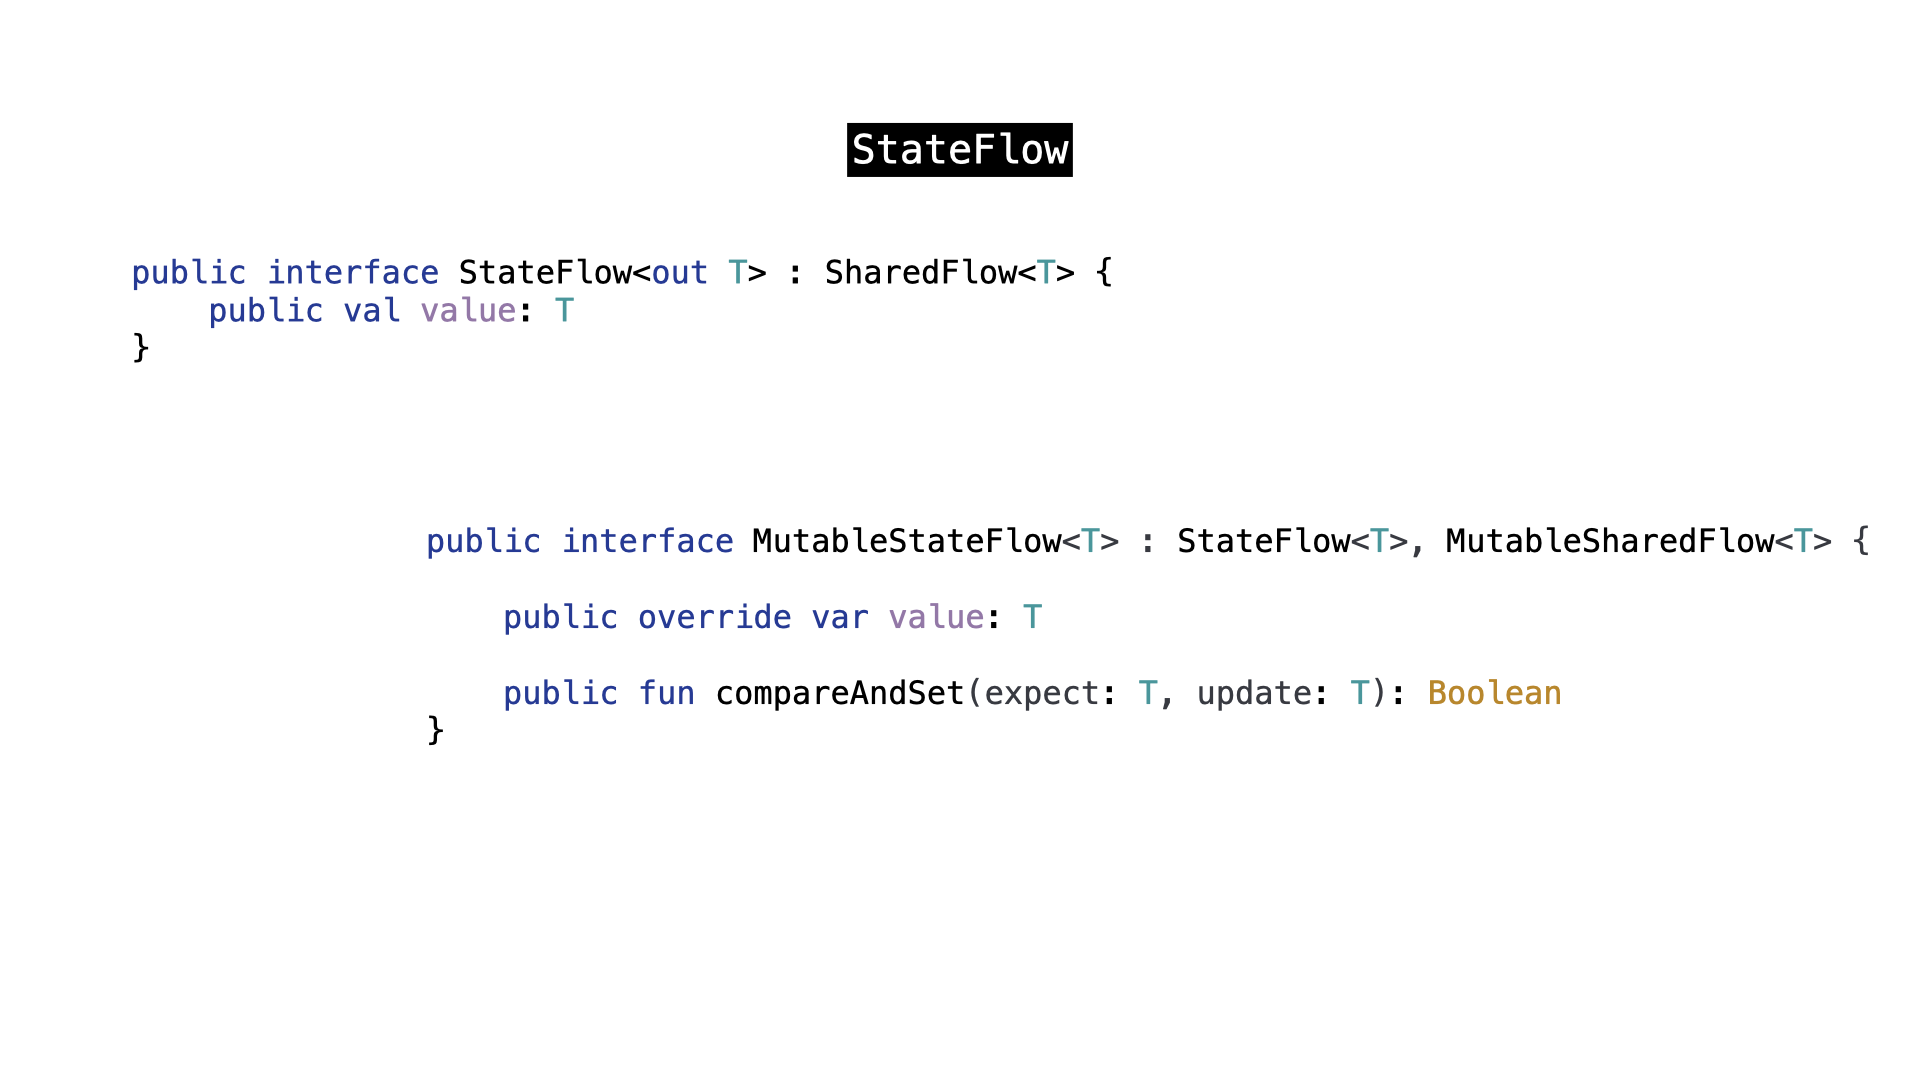 StateFlow
public interface StateFlow<out T> : SharedFlow<T> {
    public val value: T
}
public interface MutableStateFlow<T> : StateFlow<T>, MutableSharedFlow<T> {
    public override var value: T
    public fun compareAndSet(expect: T, update: T): Boolean
}